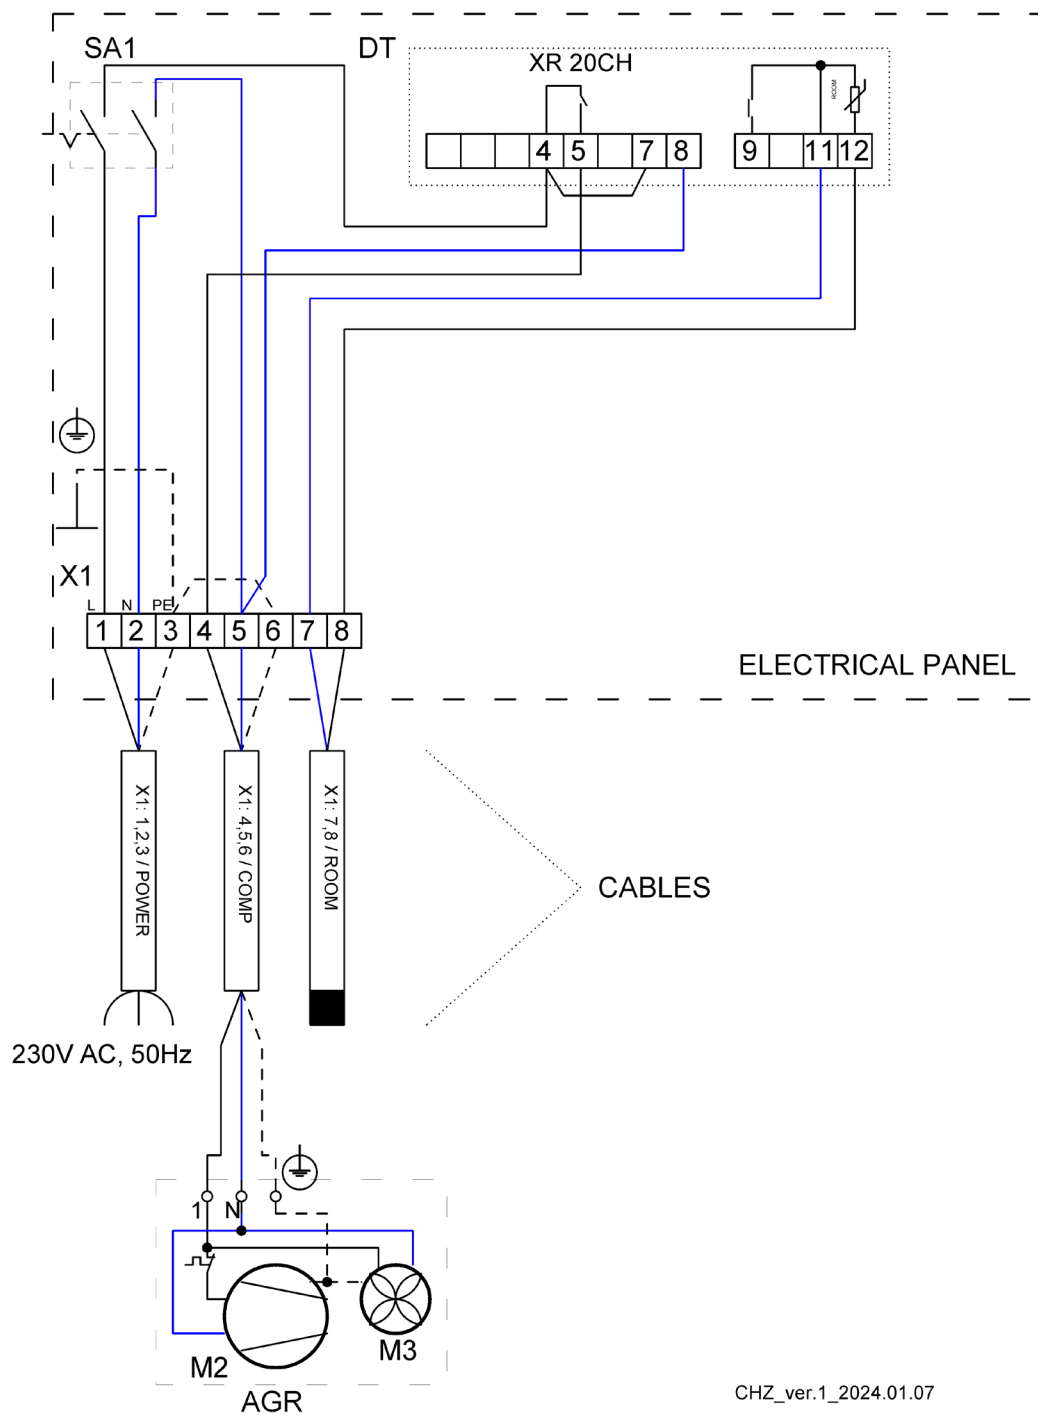 SA1
DT
XR 20CH
ROOM
4 5 7 8
9 11 12
X1
L N PE
1 2 3 4 5 6 7 8
ELECTRICAL PANEL
X1: 1,2,3 / POWER
X1: 4,5,6 / COMP
X1: 7,8 / ROOM
CABLES
230V AC, 50Hz
1 N
M2
M3
AGR
CHZ_ver.1_2024.01.07